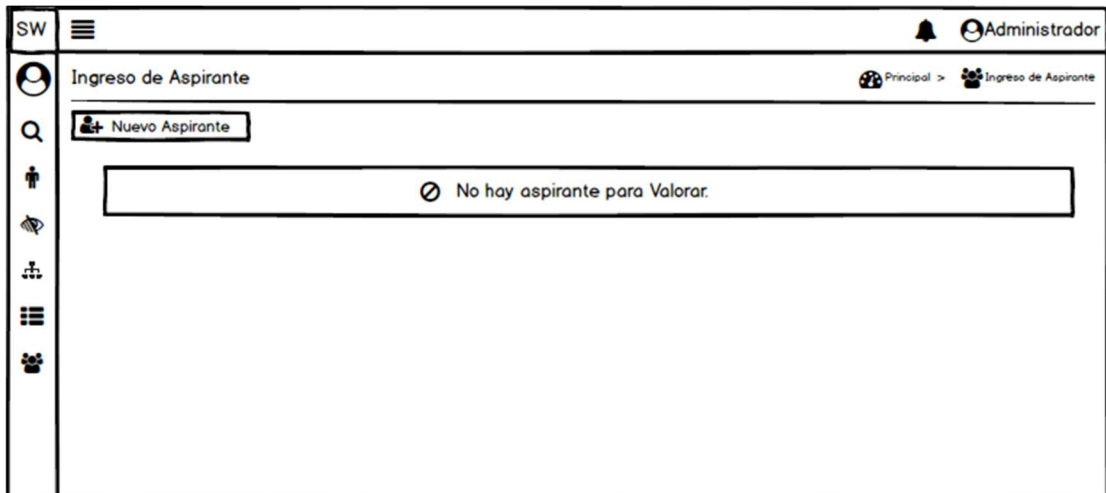 SW Administrador
Ingreso de Aspirante Principal > Ingreso de Aspirante
Nuevo Aspirante
No hay aspirante para Valorar.